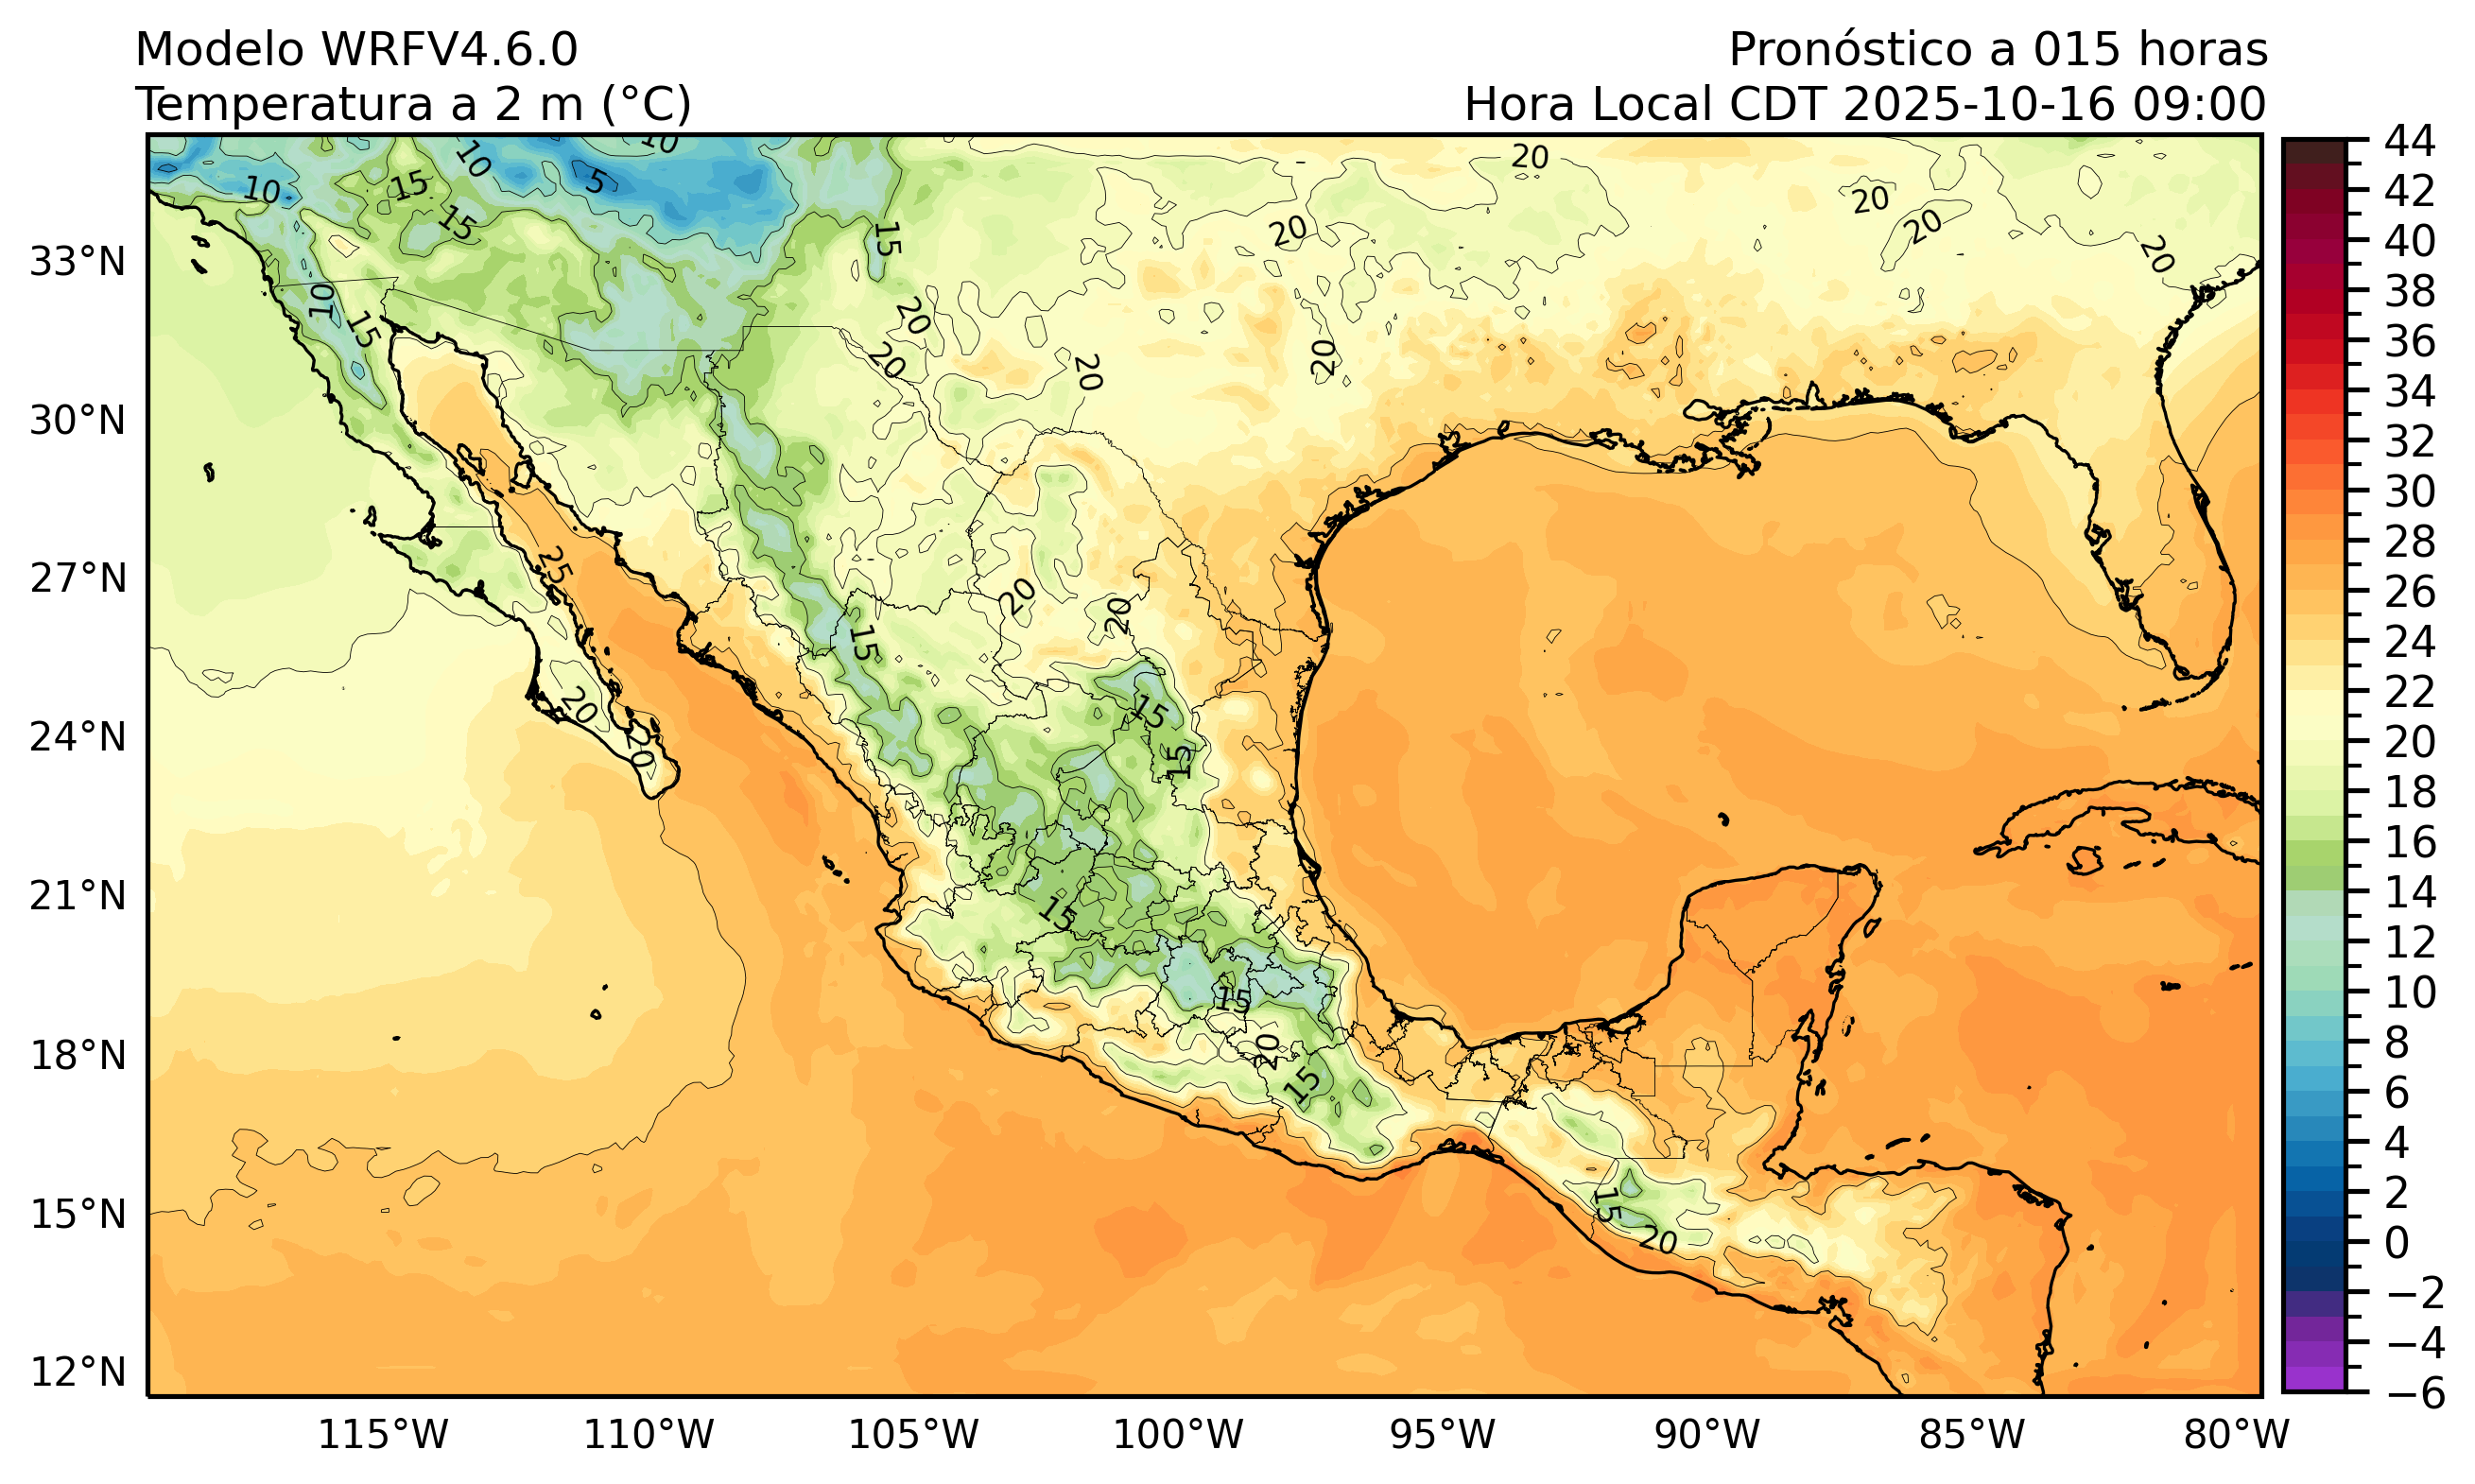 Modelo WRFV4.6.0
Pronóstico a 015 horas
Temperatura a 2 m (°C)
Hora Local CDT 2025-10-16 09:00
10
10
10
5
15
15
15
20
20
20
20
20
10
15
20
20
20
20
25
15
20
20
20
20
15
15
15
15
20
15
15
20
33°N
30°N
27°N
24°N
21°N
18°N
15°N
12°N
115°W
110°W
105°W
100°W
95°W
90°W
85°W
80°W
44
42
40
38
36
34
32
30
28
26
24
22
20
18
16
14
12
10
8
6
4
2
0
−2
−4
−6